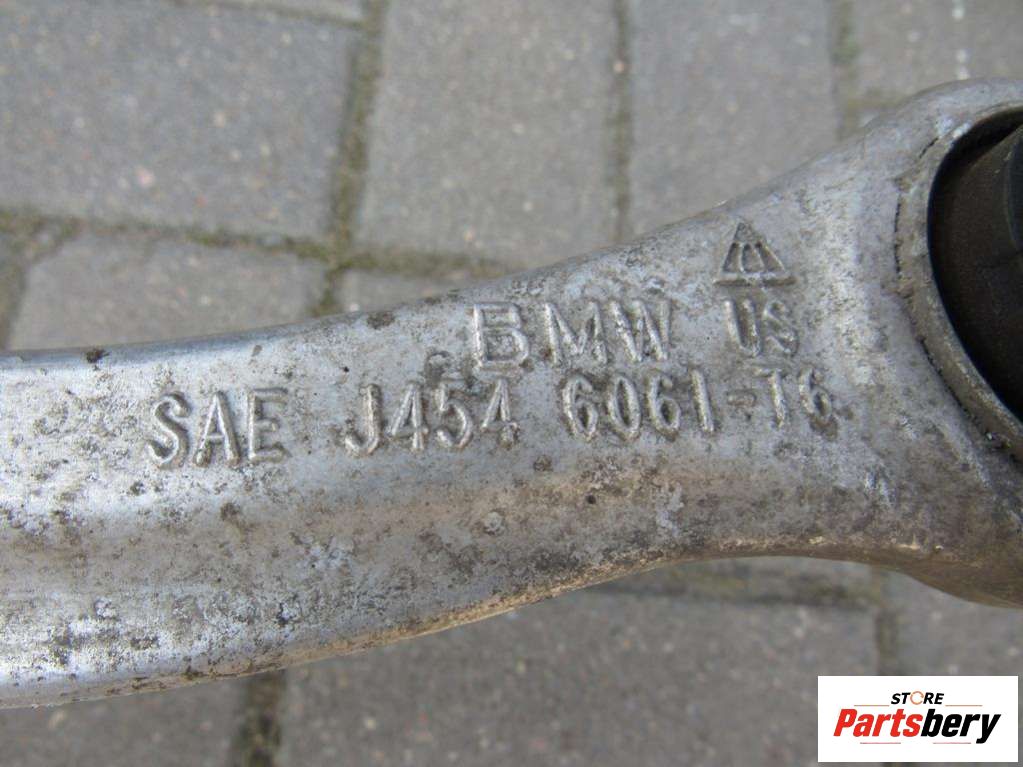 BMW US
SAE J454 6061-T6
STORE
Partsbery